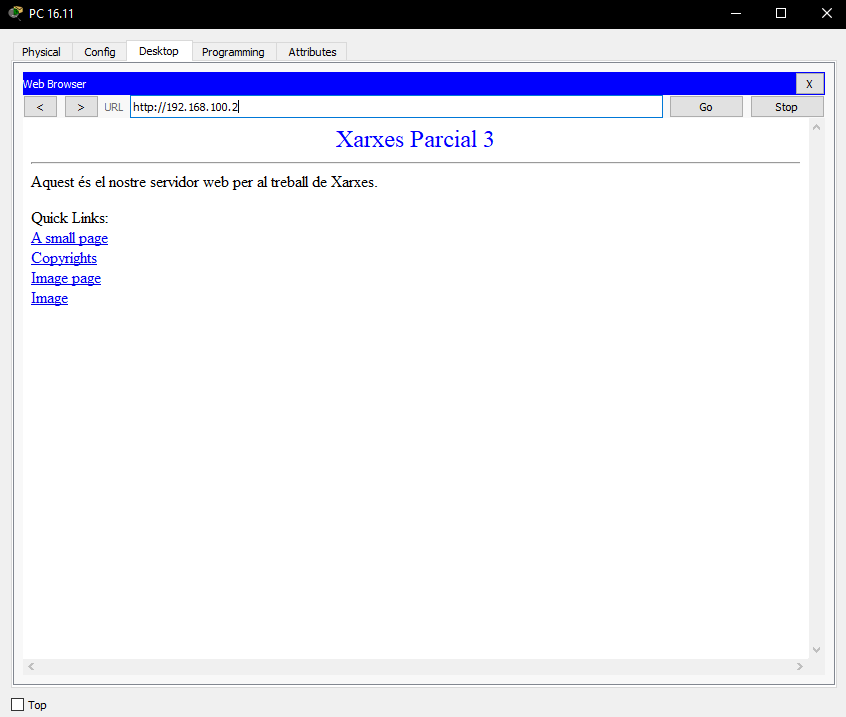 PC 16.11
Physical Config Desktop Programming Attributes
Web Browser X
< > URL http://192.168.100.2 Go Stop
Xarxes Parcial 3
Aquest és el nostre servidor web per al treball de Xarxes.
Quick Links:
A small page
Copyrights
Image page
Image
Top